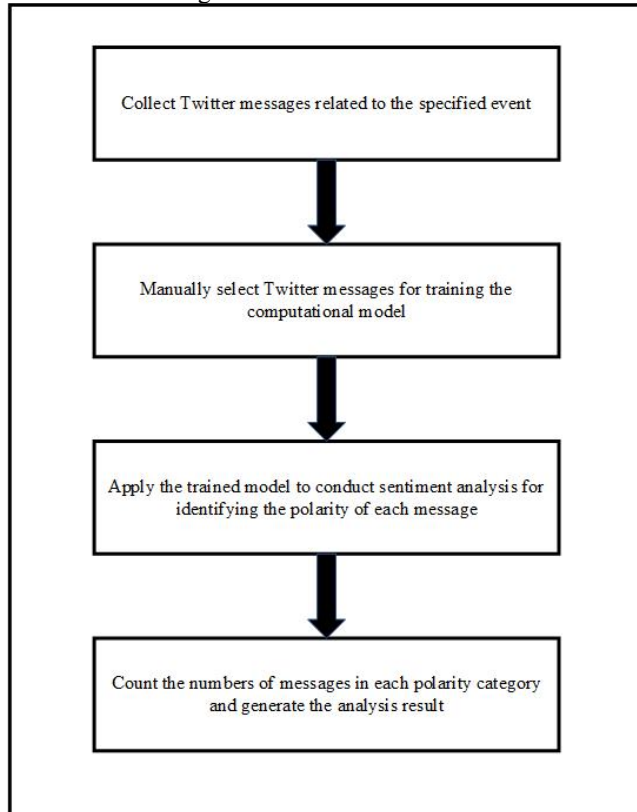 Collect Twitter messages related to the specified event
Manually select Twitter messages for training the
computational model
Apply the trained model to conduct sentiment analysis for
identifying the polarity of each message
Count the numbers of messages in each polarity category
and generate the analysis result